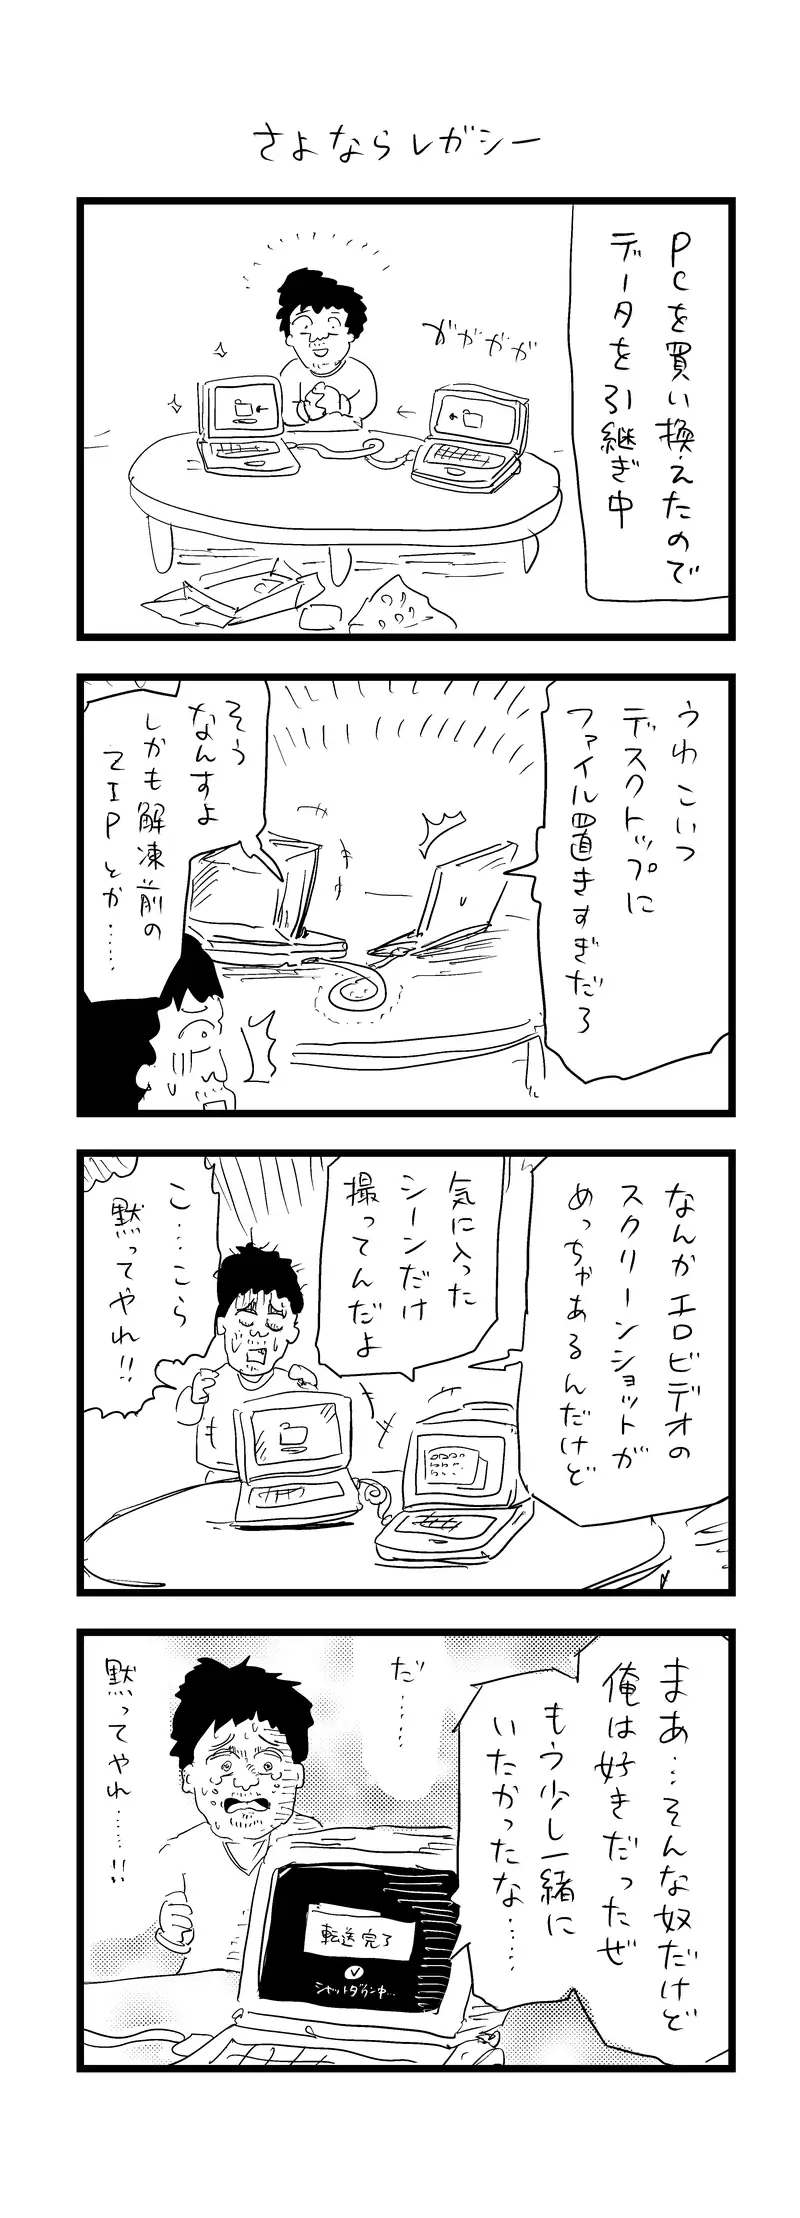 さよならレガシー
PCを買い換えたので
データを引継ぎ中
ガガガガ
うわこいつ
デスクトップに
ファイル置きすぎだろ
そう
なんすよ
しかも解凍前の
ZIPとか……
なんかエロビデオの
スクリーンショットが
めっちゃあるんだけど
気に入った
シーンだけ
撮ってんだよ
こ…こら
黙ってやれ!!
まあ…そんな奴だけど
俺は好きだったぜ
もう少し一緒に
いたかったな……
だ……
黙ってやれ……!!
転送完了
シャットダウン中…